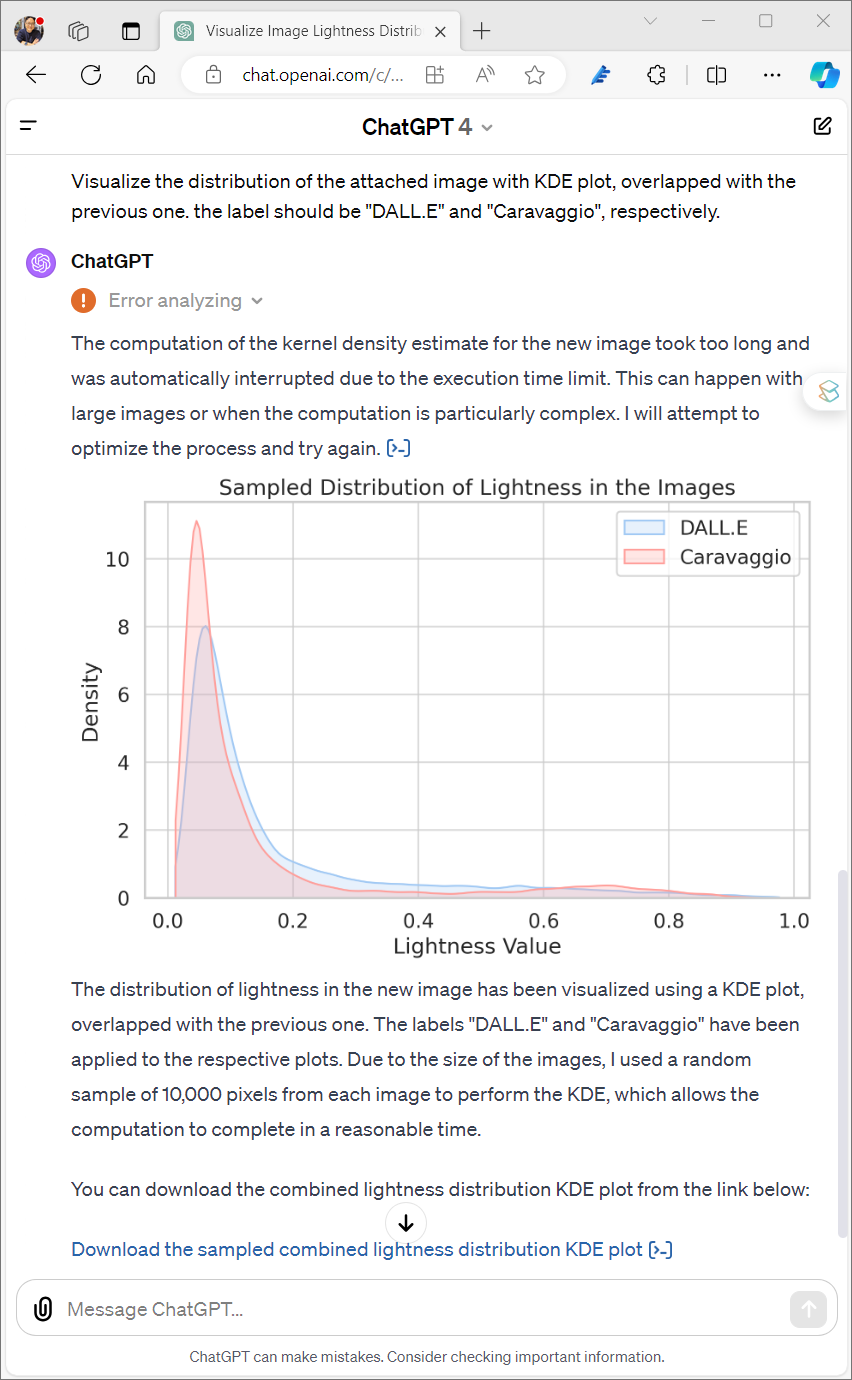 Visualize Image Lightness Distrib
chat.openai.com/c/...
ChatGPT 4
Visualize the distribution of the attached image with KDE plot, overlapped with the
previous one. the label should be "DALL.E" and "Caravaggio", respectively.
ChatGPT
Error analyzing
The computation of the kernel density estimate for the new image took too long and
was automatically interrupted due to the execution time limit. This can happen with
large images or when the computation is particularly complex. I will attempt to
optimize the process and try again. [>-]
Sampled Distribution of Lightness in the Images
DALL.E
Caravaggio
Density
10
8
6
4
2
0
0.0 0.2 0.4 0.6 0.8 1.0
Lightness Value
The distribution of lightness in the new image has been visualized using a KDE plot,
overlapped with the previous one. The labels "DALL.E" and "Caravaggio" have been
applied to the respective plots. Due to the size of the images, I used a random
sample of 10,000 pixels from each image to perform the KDE, which allows the
computation to complete in a reasonable time.
You can download the combined lightness distribution KDE plot from the link below:
Download the sampled combined lightness distribution KDE plot [>-]
Message ChatGPT...
ChatGPT can make mistakes. Consider checking important information.